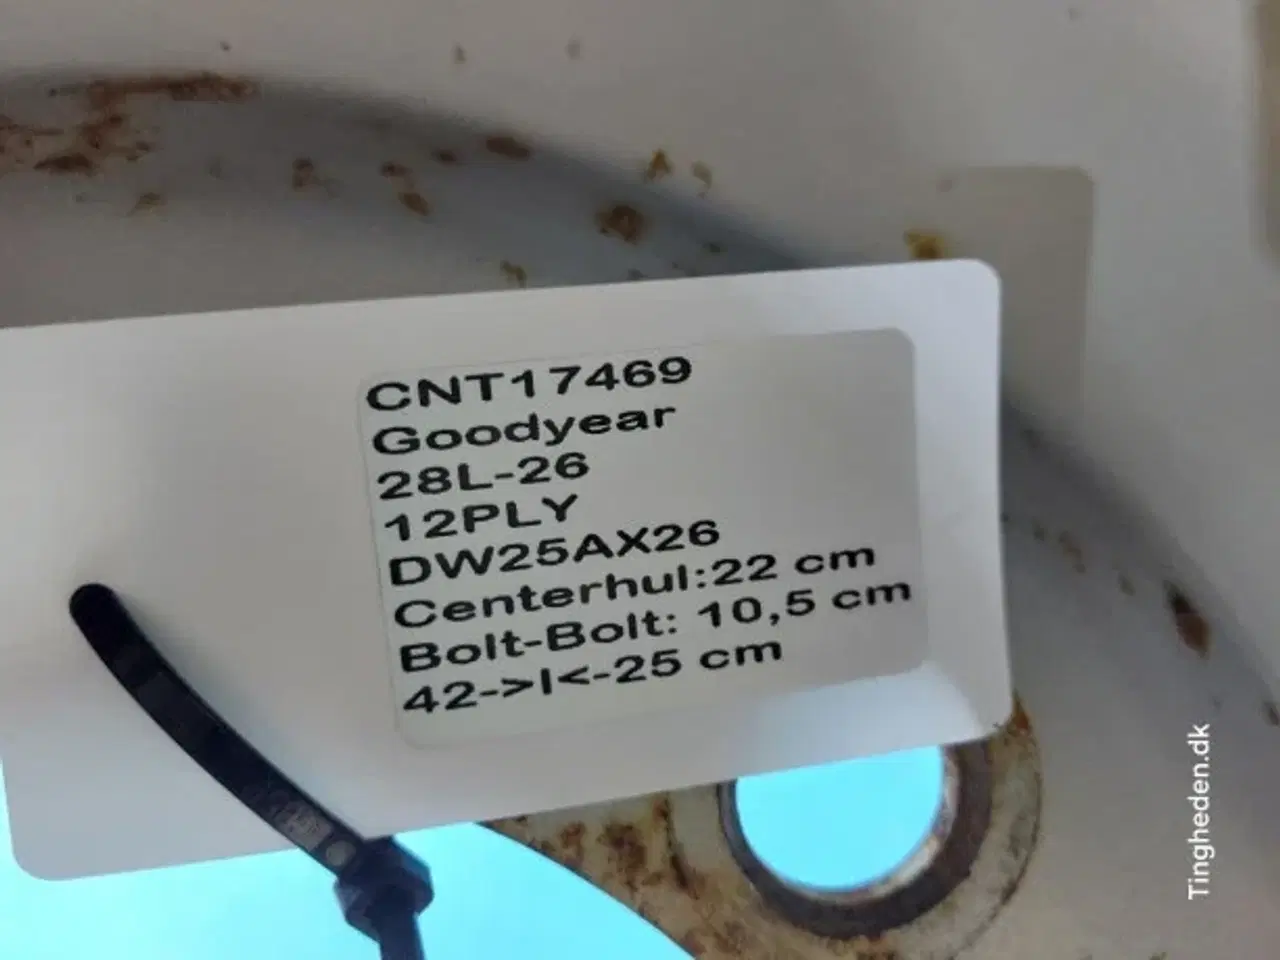 CNT17469
Goodyear
28L-26
12PLY
DW25AX26
Centerhul:22 cm
Bolt-Bolt: 10,5 cm
42->I<-25 cm
Tingheden.dk